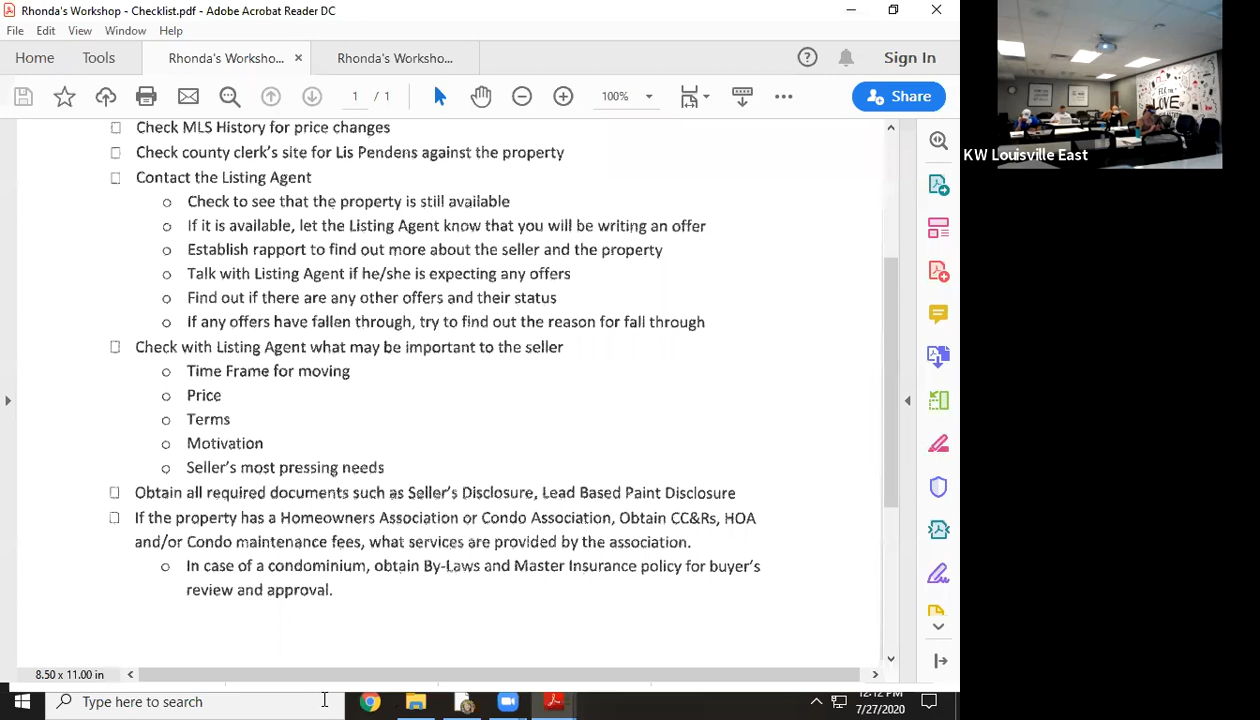 Rhonda's Workshop - Checklist.pdf - Adobe Acrobat Reader DC
File Edit View Window Help
Home Tools Rhonda's Worksho... × Rhonda's Worksho... Sign In
1 / 1 100% Share
Check MLS History for price changes
Check county clerk's site for Lis Pendens against the property
Contact the Listing Agent
Check to see that the property is still available
If it is available, let the Listing Agent know that you will be writing an offer
Establish rapport to find out more about the seller and the property
Talk with Listing Agent if he/she is expecting any offers
Find out if there are any other offers and their status
If any offers have fallen through, try to find out the reason for fall through
Check with Listing Agent what may be important to the seller
Time Frame for moving
Price
Terms
Motivation
Seller's most pressing needs
Obtain all required documents such as Seller's Disclosure, Lead Based Paint Disclosure
If the property has a Homeowners Association or Condo Association, Obtain CC&Rs, HOA
and/or Condo maintenance fees, what services are provided by the association.
In case of a condominium, obtain By-Laws and Master Insurance policy for buyer's
review and approval.
8.50 x 11.00 in
Type here to search
12:12 PM
7/27/2020
LOVE
KW Louisville East